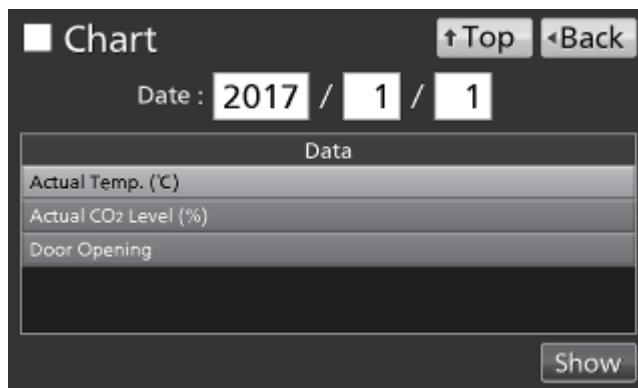 Chart ↑Top ◂Back
Date : 2017 / 1 / 1
Data
Actual Temp. (℃)
Actual CO2 Level (%)
Door Opening
Show